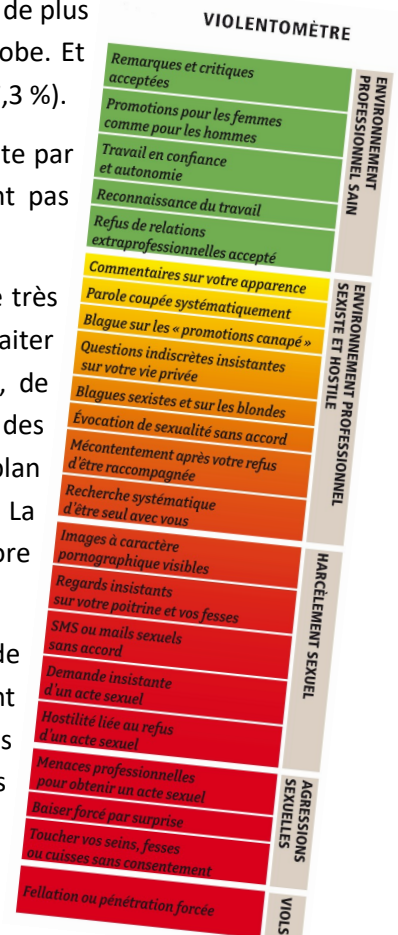 de plus
obe. Et
,3 %).
te par
nt pas
e très
aiter
, de
des
plan
La
ore
de
nt
s
s
VIOLENTOMÈTRE
Remarques et critiques
acceptées
Promotions pour les femmes
comme pour les hommes
Travail en confiance
et autonomie
Reconnaissance du travail
Refus de relations
extraprofessionnelles accepté
ENVIRONNEMENT
PROFESSIONNEL SAIN
Commentaires sur votre apparence
Parole coupée systématiquement
Blague sur les « promotions canapé »
Questions indiscrètes insistantes
sur votre vie privée
Blagues sexistes et sur les blondes
Évocation de sexualité sans accord
Mécontentement après votre refus
d'être raccompagnée
Recherche systématique
d'être seul avec vous
ENVIRONNEMENT PROFESSIONNEL
SEXISTE ET HOSTILE
Images à caractère
pornographique visibles
Regards insistants
sur votre poitrine et vos fesses
SMS ou mails sexuels
sans accord
Demande insistante
d'un acte sexuel
Hostilité liée au refus
d'un acte sexuel
HARCÈLEMENT SEXUEL
Menaces professionnelles
pour obtenir un acte sexuel
Baiser forcé par surprise
Toucher vos seins, fesses
ou cuisses sans consentement
AGRESSIONS
SEXUELLES
Fellation ou pénétration forcée
VIOLS